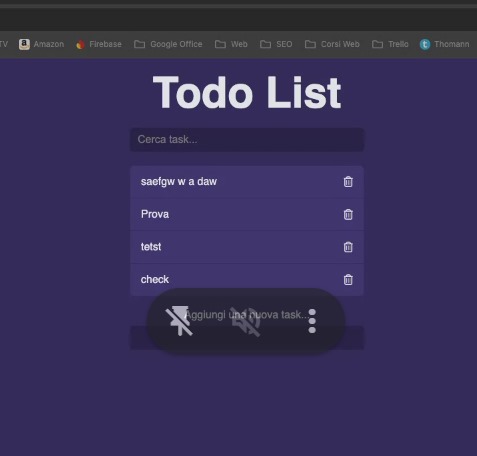 TV Amazon Firebase Google Office Web SEO Corsi Web Trello Thomann
Todo List
Cerca task...
saefgw w a daw
Prova
tetst
check
Aggiungi una nuova task...